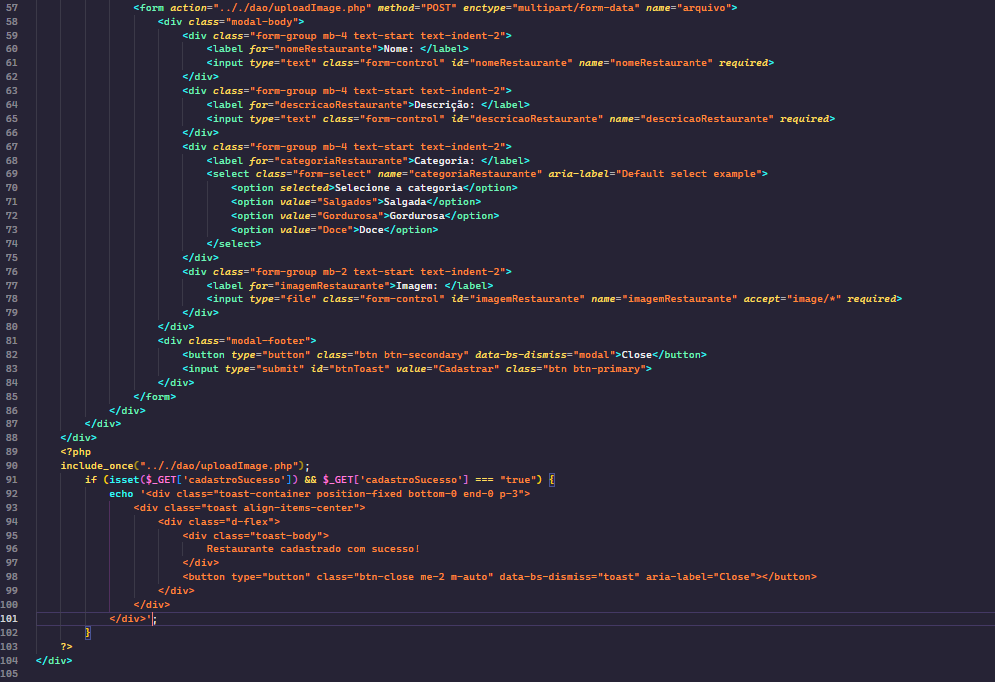 57 <form action="../../dao/uploadImage.php" method="POST" enctype="multipart/form-data" name="arquivo">
58 <div class="modal-body">
59 <div class="form-group mb-4 text-start text-indent-2">
60 <label for="nomeRestaurante">Nome: </label>
61 <input type="text" class="form-control" id="nomeRestaurante" name="nomeRestaurante" required>
62 </div>
63 <div class="form-group mb-4 text-start text-indent-2">
64 <label for="descricaoRestaurante">Descrição: </label>
65 <input type="text" class="form-control" id="descricaoRestaurante" name="descricaoRestaurante" required>
66 </div>
67 <div class="form-group mb-4 text-start text-indent-2">
68 <label for="categoriaRestaurante">Categoria: </label>
69 <select class="form-select" name="categoriaRestaurante" aria-label="Default select example">
70 <option selected>Selecione a categoria</option>
71 <option value="Salgados">Salgada</option>
72 <option value="Gordurosa">Gordurosa</option>
73 <option value="Doce">Doce</option>
74 </select>
75 </div>
76 <div class="form-group mb-2 text-start text-indent-2">
77 <label for="imagemRestaurante">Imagem: </label>
78 <input type="file" class="form-control" id="imagemRestaurante" name="imagemRestaurante" accept="image/*" required>
79 </div>
80 </div>
81 <div class="modal-footer">
82 <button type="button" class="btn btn-secondary" data-bs-dismiss="modal">Close</button>
83 <input type="submit" id="btnToast" value="Cadastrar" class="btn btn-primary">
84 </div>
85 </form>
86 </div>
87 </div>
88 </div>
89 <?php
90 include_once("../../dao/uploadImage.php");
91 if (isset($_GET['cadastroSucesso']) && $_GET['cadastroSucesso'] === "true") {
92 echo '<div class="toast-container position-fixed bottom-0 end-0 p-3">
93 <div class="toast align-items-center">
94 <div class="d-flex">
95 <div class="toast-body">
96 Restaurante cadastrado com sucesso!
97 </div>
98 <button type="button" class="btn-close me-2 m-auto" data-bs-dismiss="toast" aria-label="Close"></button>
99 </div>
100 </div>
101 </div>';
102 }
103 ?>
104 </div>
105